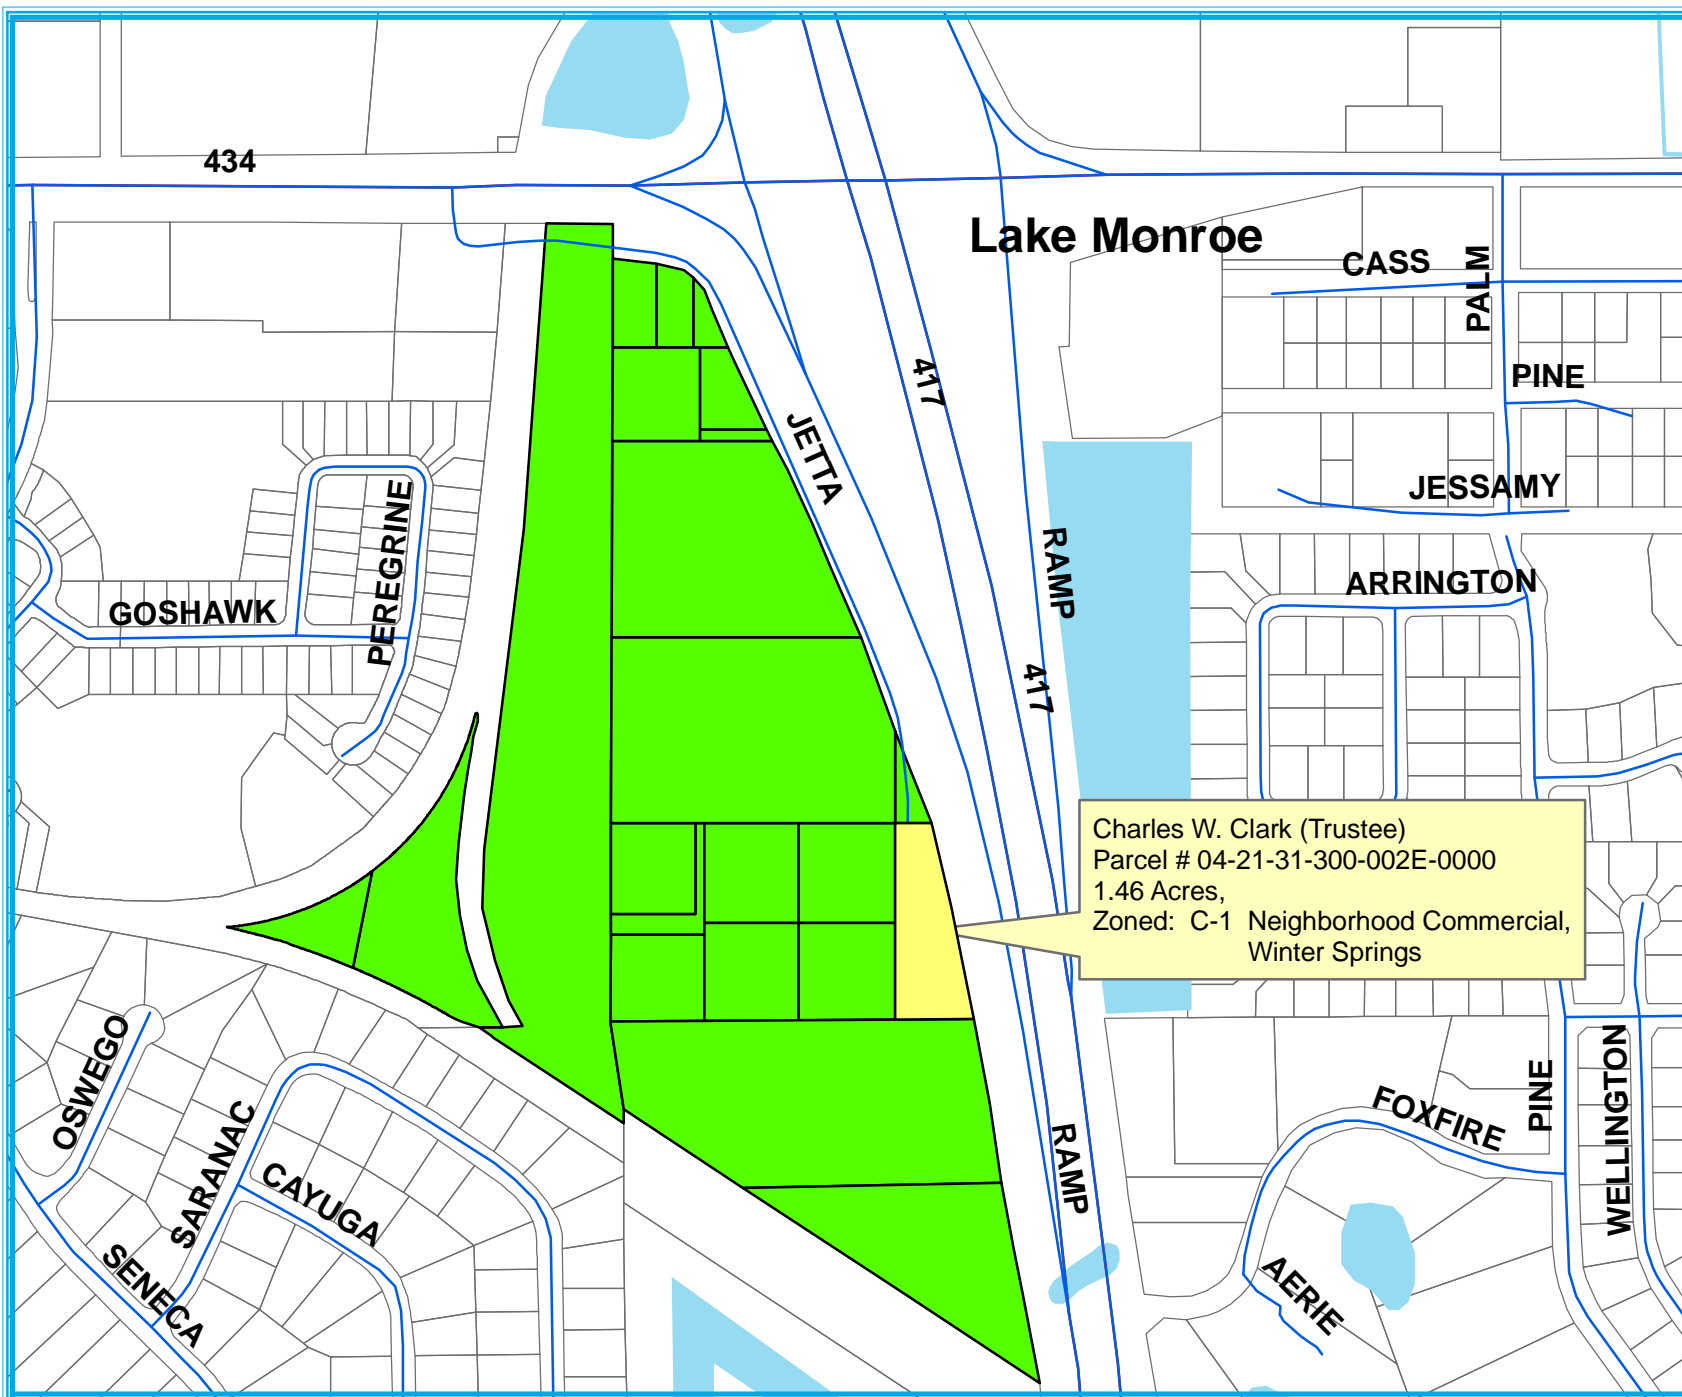 434
Lake Monroe
CASS
PALM
417
PINE
JETTA
JESSAMY
PEREGRINE
RAMP
ARRINGTON
GOSHAWK
417
Charles W. Clark (Trustee)
Parcel # 04-21-31-300-002E-0000
1.46 Acres,
Zoned: C-1 Neighborhood Commercial,
Winter Springs
OSWEGO
SARANAC
CAYUGA
SENECA
RAMP
FOXFIRE
PINE
WELLINGTON
AERIE